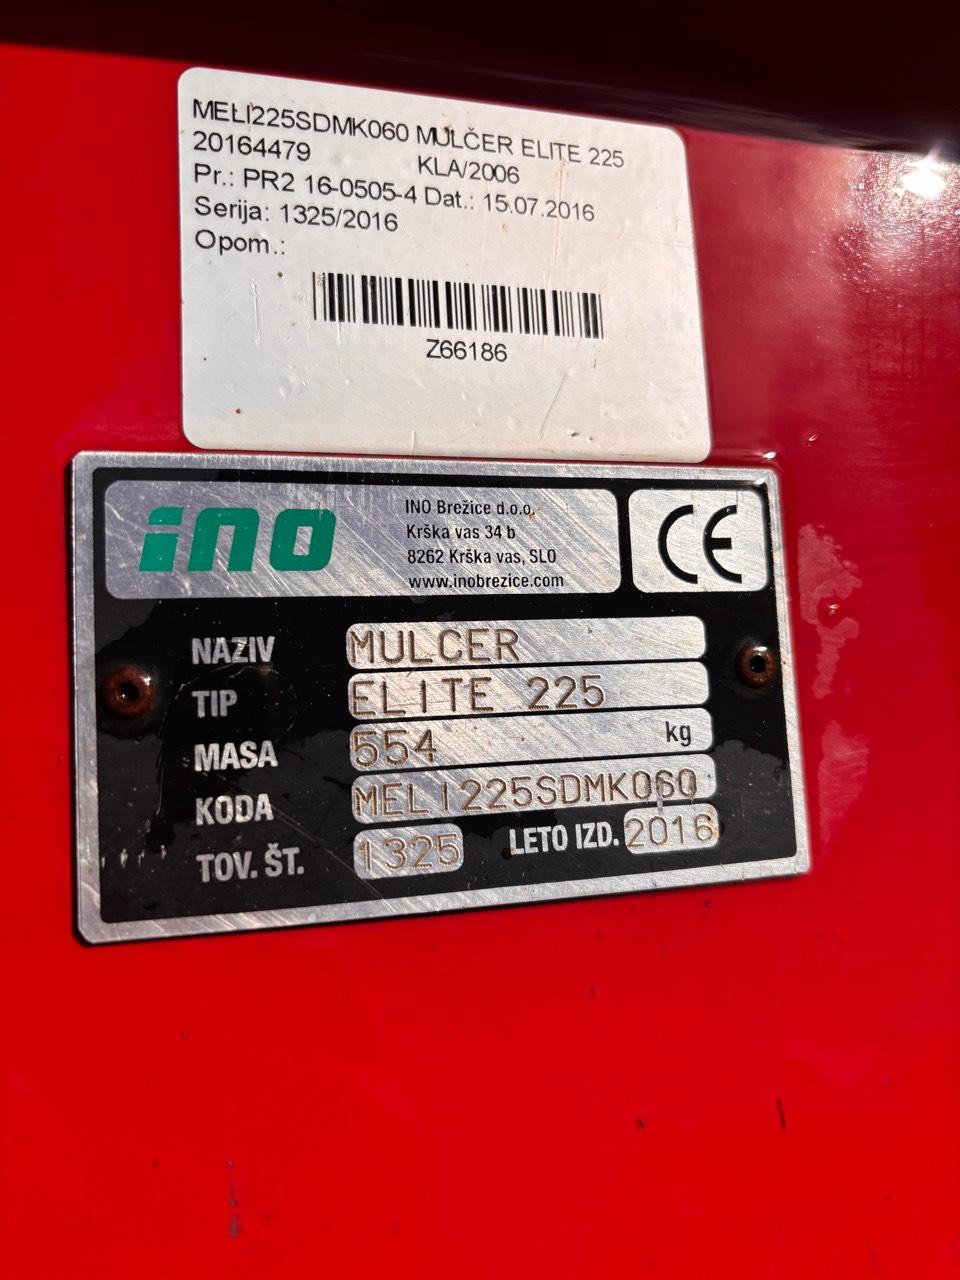 MELI225SDMK060 MULČER ELITE 225
20164479 KLA/2006
Pr.: PR2 16-0505-4 Dat.: 15.07.2016
Serija: 1325/2016
Opom.:
Z66186
ino
INO Brežice d.o.o.
Krška vas 34 b
8262 Krška vas, SLO
www.inobrezice.com
CE
NAZIV MULCER
TIP ELITE 225
MASA 554 kg
KODA MELI225SDMK060
TOV. ŠT. 1325 LETO IZD. 2016